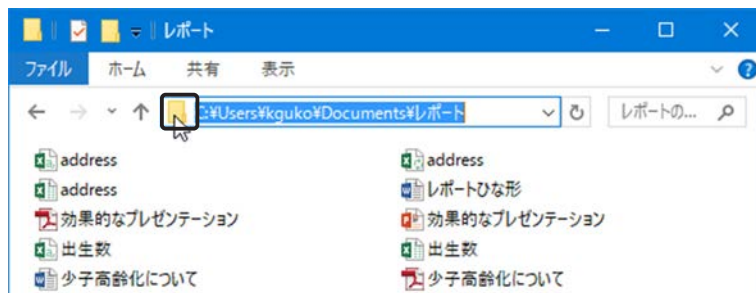 レポート
ファイル ホーム 共有 表示
C:¥Users¥kguko¥Documents¥レポート レポートの...
address address
address レポートひな形
効果的なプレゼンテーション 効果的なプレゼンテーション
出生数 出生数
少子高齢化について 少子高齢化について